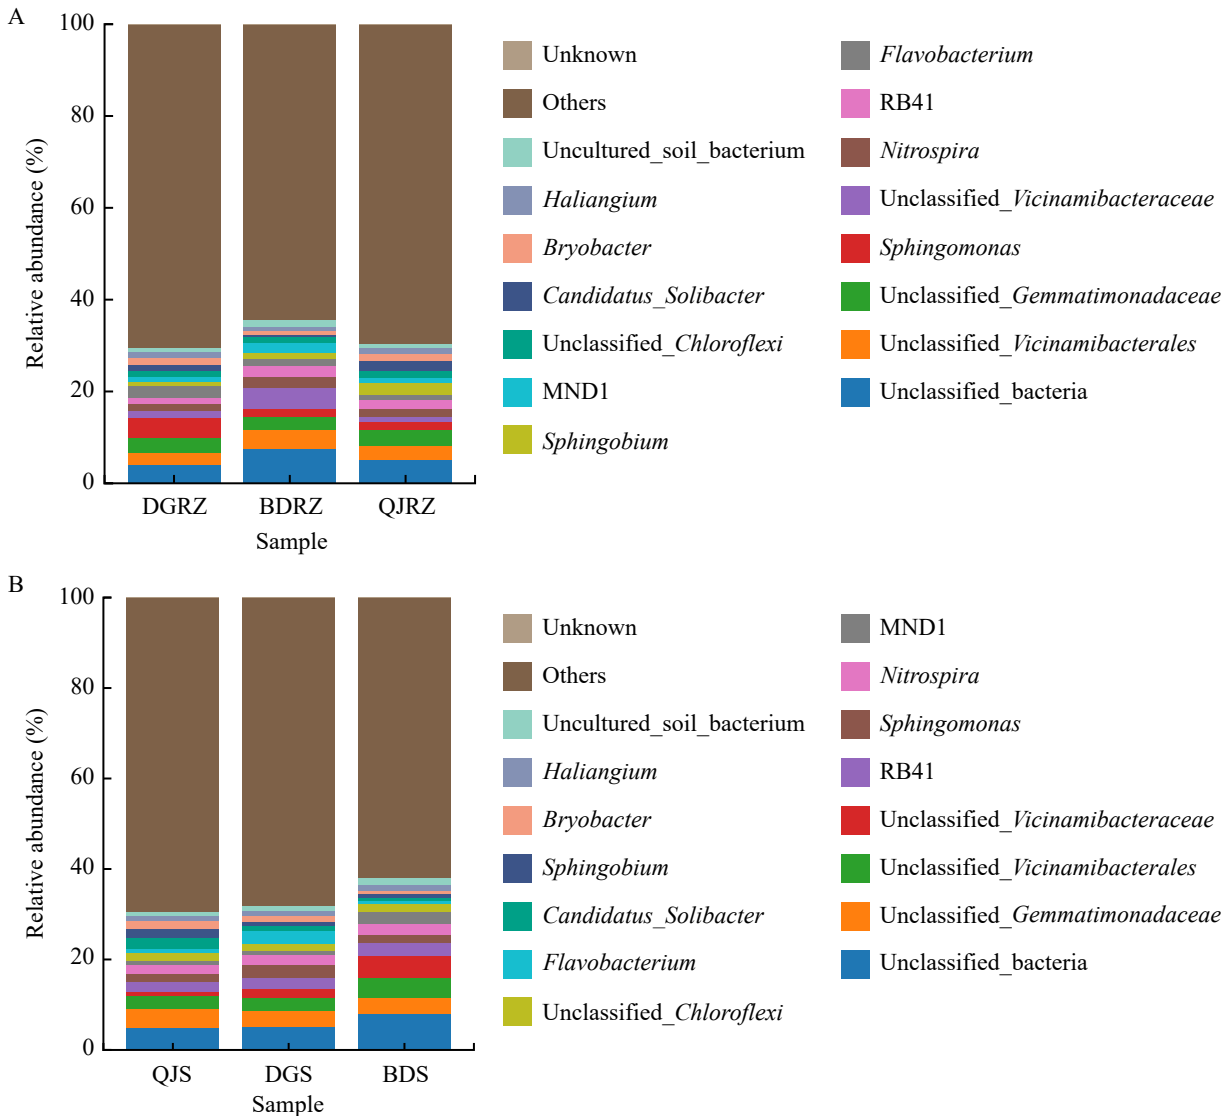 A
Relative abundance (%)
100
80
60
40
20
0
DGRZ BDRZ QJRZ
Sample
Unknown
Others
Uncultured_soil_bacterium
Haliangium
Bryobacter
Candidatus_Solibacter
Unclassified_Chloroflexi
MND1
Sphingobium
Flavobacterium
RB41
Nitrospira
Unclassified_Vicinamibacteraceae
Sphingomonas
Unclassified_Gemmatimonadaceae
Unclassified_Vicinamibacterales
Unclassified_bacteria
B
Relative abundance (%)
100
80
60
40
20
0
QJS DGS BDS
Sample
Unknown
Others
Uncultured_soil_bacterium
Haliangium
Bryobacter
Sphingobium
Candidatus_Solibacter
Flavobacterium
Unclassified_Chloroflexi
MND1
Nitrospira
Sphingomonas
RB41
Unclassified_Vicinamibacteraceae
Unclassified_Vicinamibacterales
Unclassified_Gemmatimonadaceae
Unclassified_bacteria